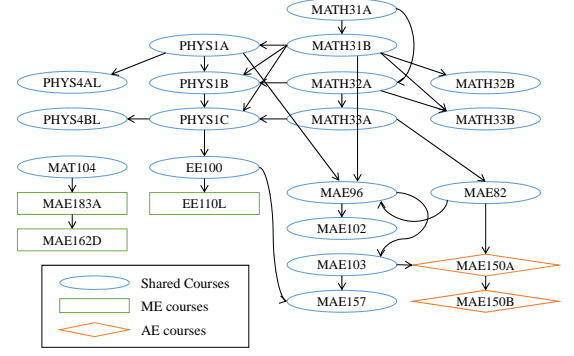 MATH31A
PHYS1A
MATH31B
PHYS4AL
PHYS1B
MATH32A
MATH32B
PHYS4BL
PHYS1C
MATH33A
MATH33B
MAT104
EE100
MAE96
MAE82
MAE183A
EE110L
MAE102
MAE162D
MAE103
MAE150A
MAE157
MAE150B
Shared Courses
ME courses
AE courses